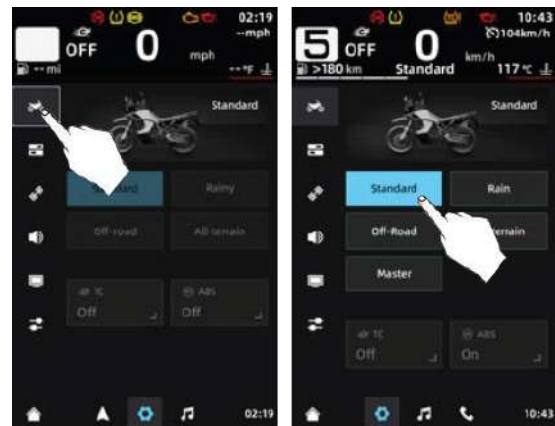 02:19
OFF
0
mph
--mph
-- mi
--°F
Standard
Standard
Rainy
Off-road
All-terrain
TC
ABS
Off
Off
02:19
10:43
5
OFF
0
km/h
104km/h
>180 km
Standard
117 °C
Standard
Standard
Rain
Off-Road
Master
TC
ABS
Off
On
10:43